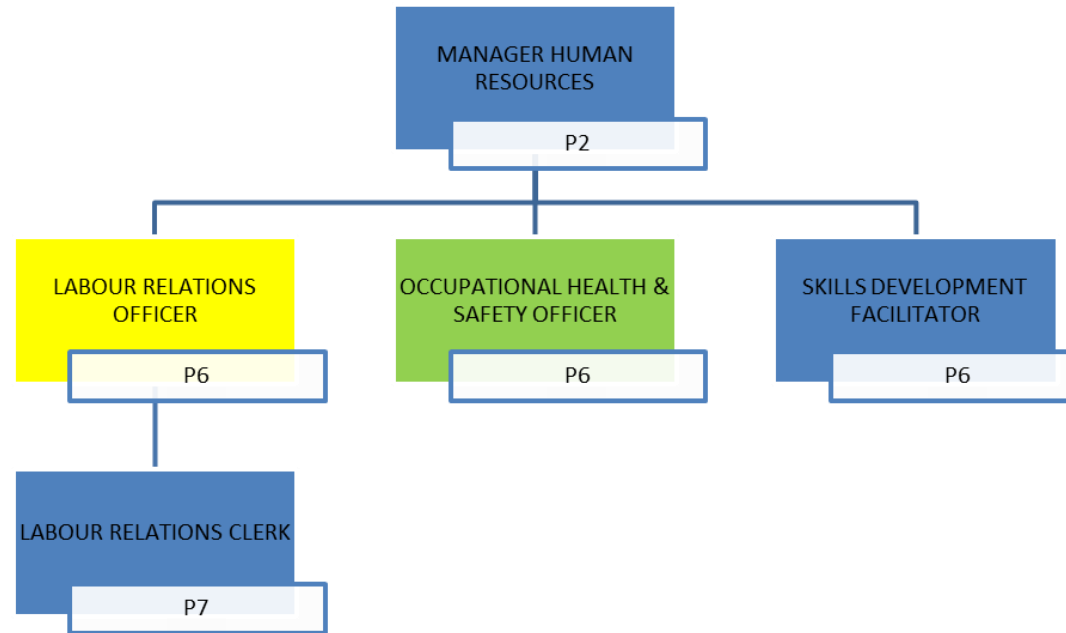 MANAGER HUMAN
RESOURCES
P2
LABOUR RELATIONS
OFFICER
P6
OCCUPATIONAL HEALTH &
SAFETY OFFICER
P6
SKILLS DEVELOPMENT
FACILITATOR
P6
LABOUR RELATIONS CLERK
P7